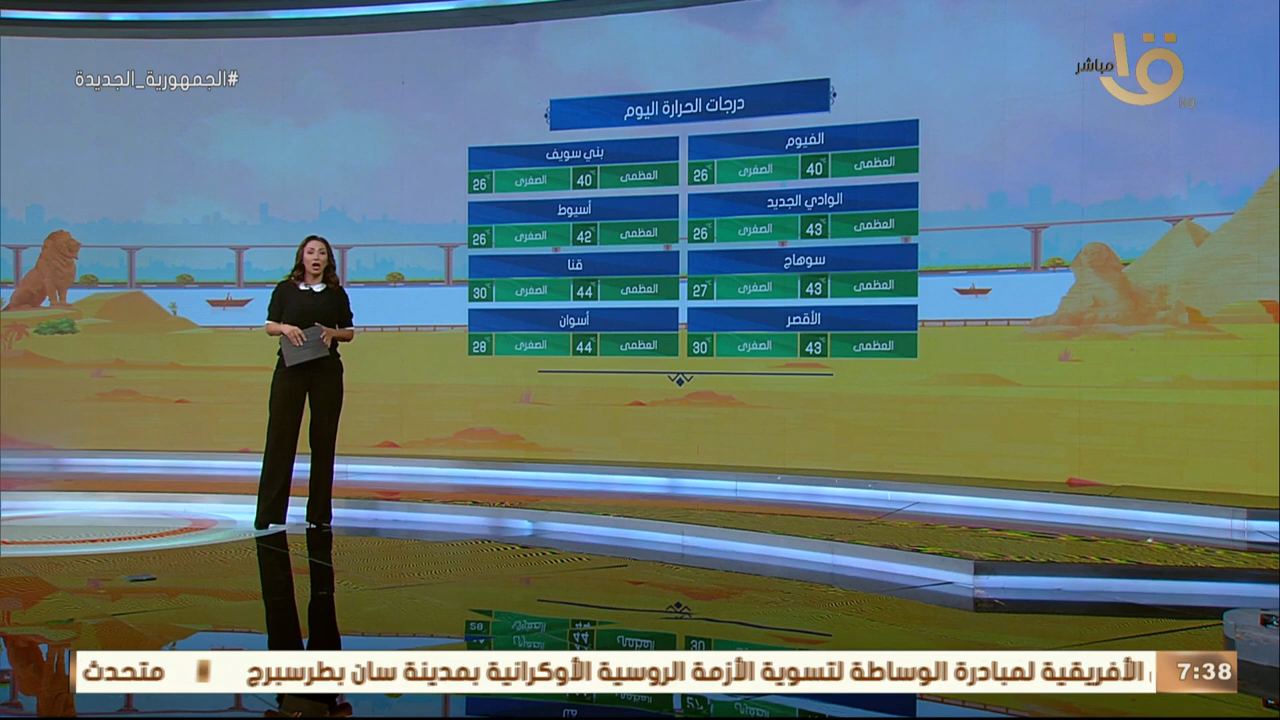 #الجمهورية_الجديدة
مباشر
HD
درجات الحرارة اليوم
الفيوم
العظمى 40 الصغرى 26
بني سويف
العظمى 40 الصغرى 26
الوادي الجديد
العظمى 43 الصغرى 26
أسيوط
العظمى 42 الصغرى 26
سوهاج
العظمى 43 الصغرى 27
قنا
العظمى 44 الصغرى 30
الأقصر
العظمى 43 الصغرى 30
أسوان
العظمى 44 الصغرى 28
7:38
الأفريقية لمبادرة الوساطة لتسوية الأزمة الروسية الأوكرانية بمدينة سان بطرسبرج
متحدث